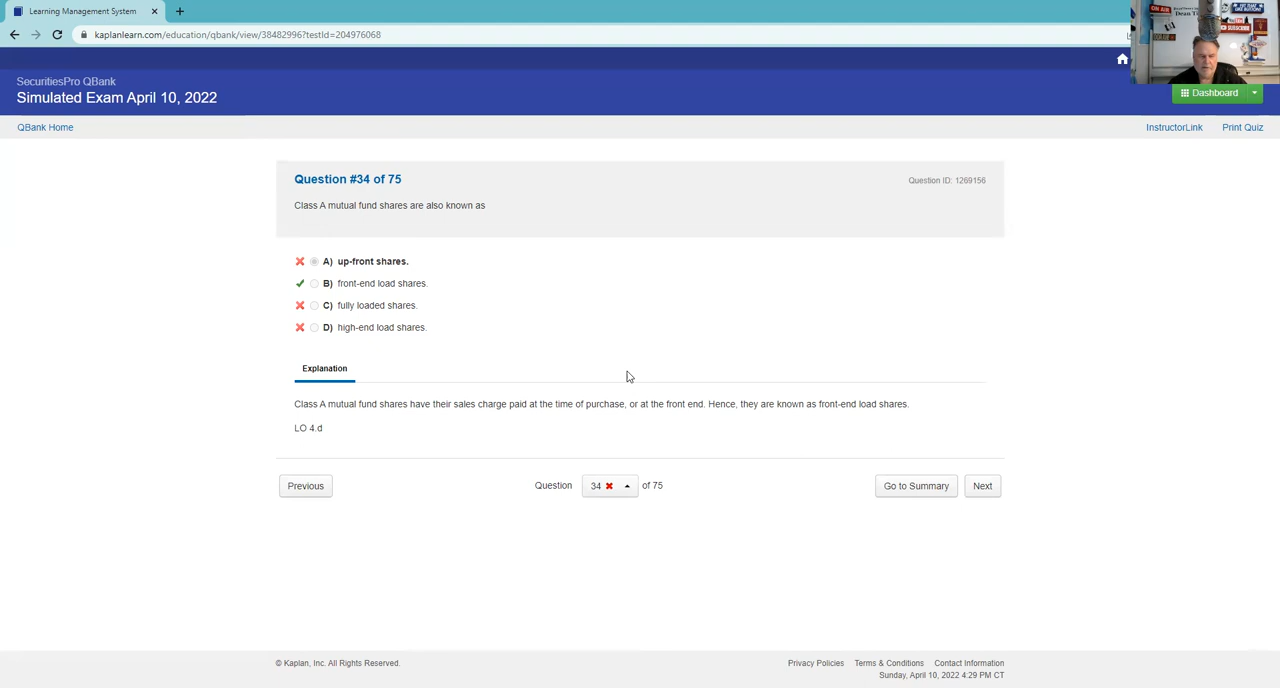 Learning Management System
kaplanlearn.com/education/qbank/view/38482996?testId=204976068
SecuritiesPro QBank
Simulated Exam April 10, 2022
Dashboard
QBank Home
InstructorLink
Print Quiz
Question #34 of 75
Question ID: 1269156
Class A mutual fund shares are also known as
A) up-front shares.
B) front-end load shares.
C) fully loaded shares.
D) high-end load shares.
Explanation
Class A mutual fund shares have their sales charge paid at the time of purchase, or at the front end. Hence, they are known as front-end load shares.
LO 4.d
Previous
Question 34 of 75
Go to Summary
Next
© Kaplan, Inc. All Rights Reserved.
Privacy Policies
Terms & Conditions
Contact Information
Sunday, April 10, 2022 4:29 PM CT